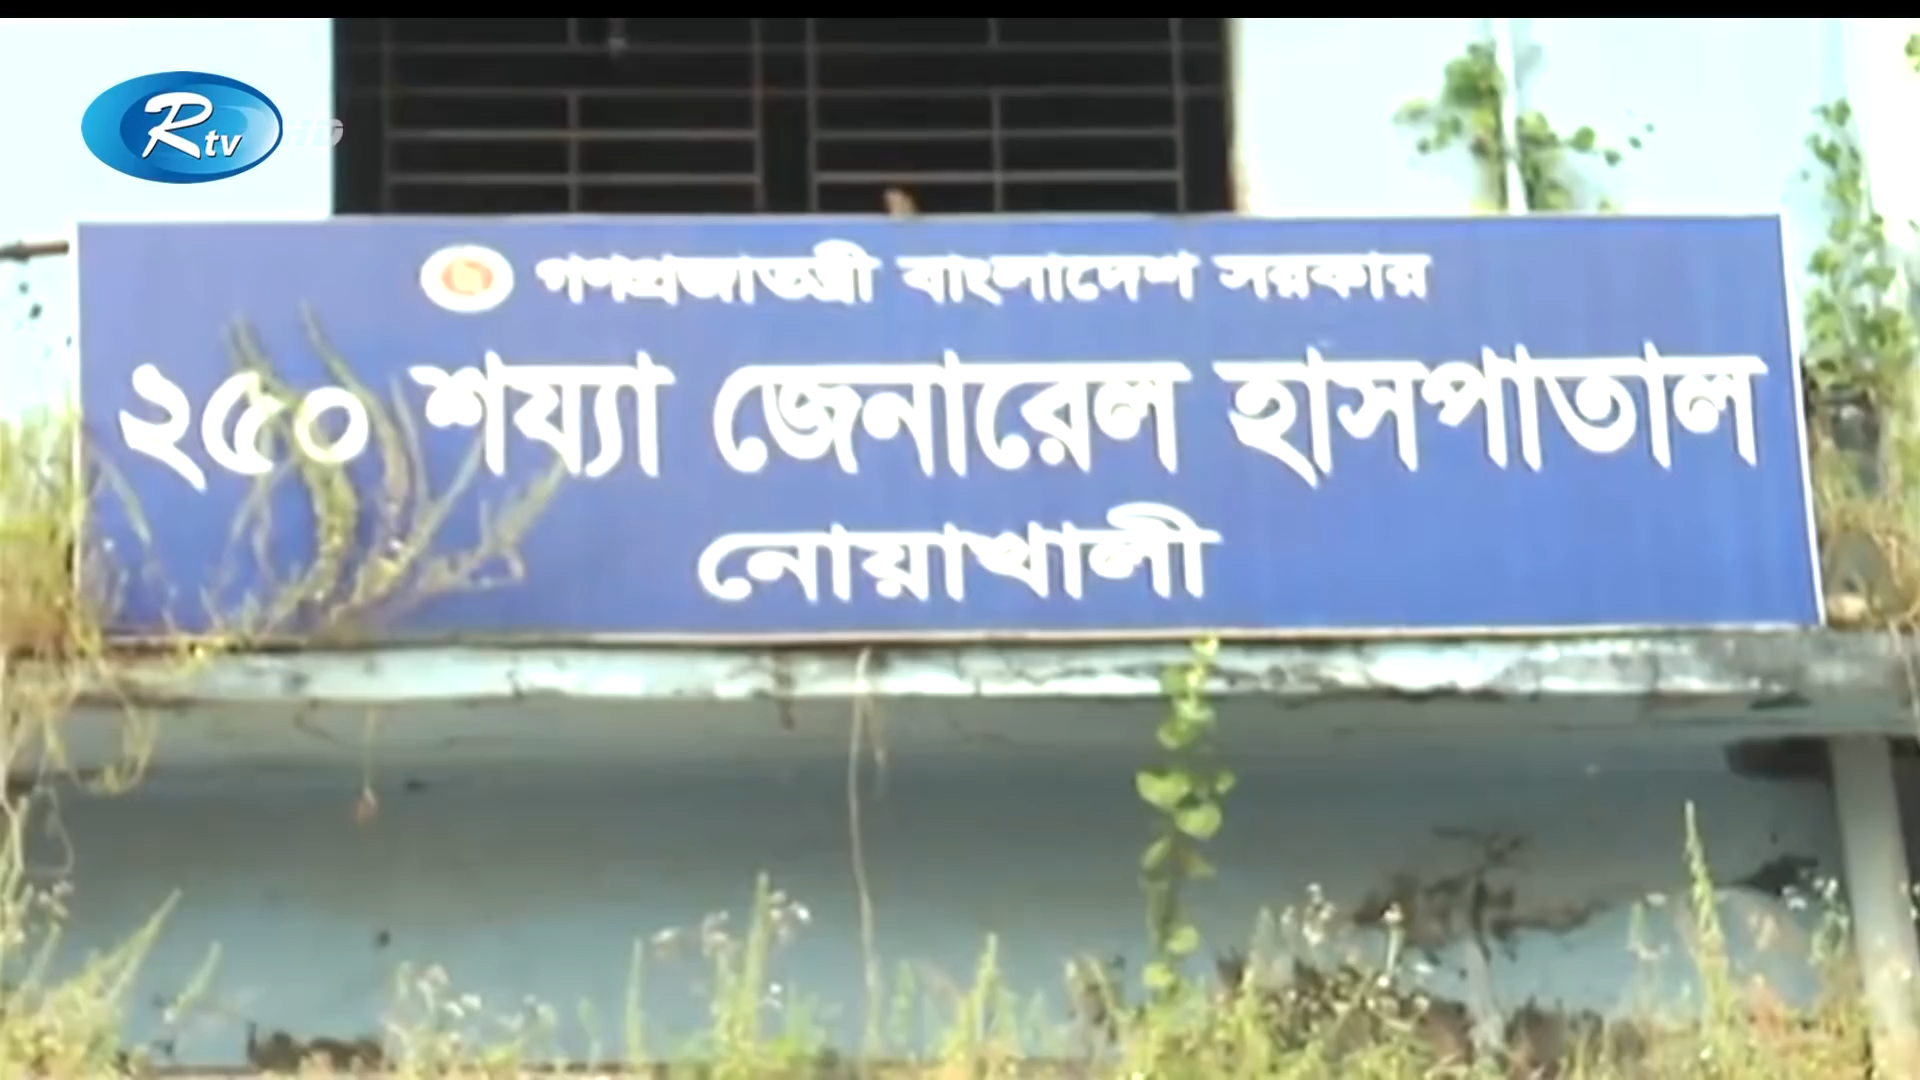 Rtv
গণপ্রজাতন্ত্রী বাংলাদেশ সরকার
২৫০ শয্যা জেনারেল হাসপাতাল
নোয়াখালী